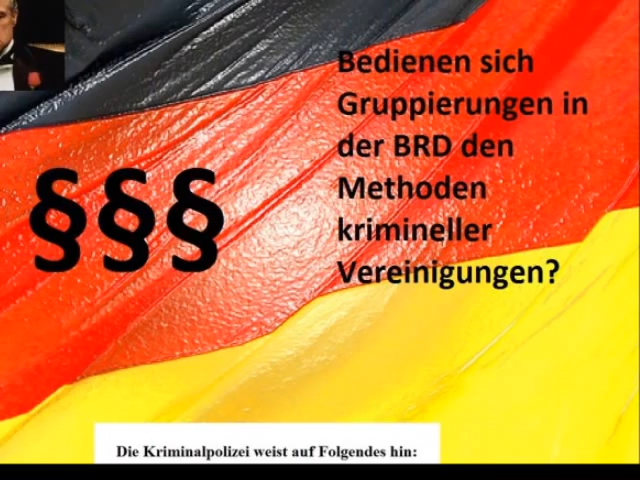 Bedienen sich
Gruppierungen in
der BRD den
Methoden
krimineller
Vereinigungen?
§§§
Die Kriminalpolizei weist auf Folgendes hin: